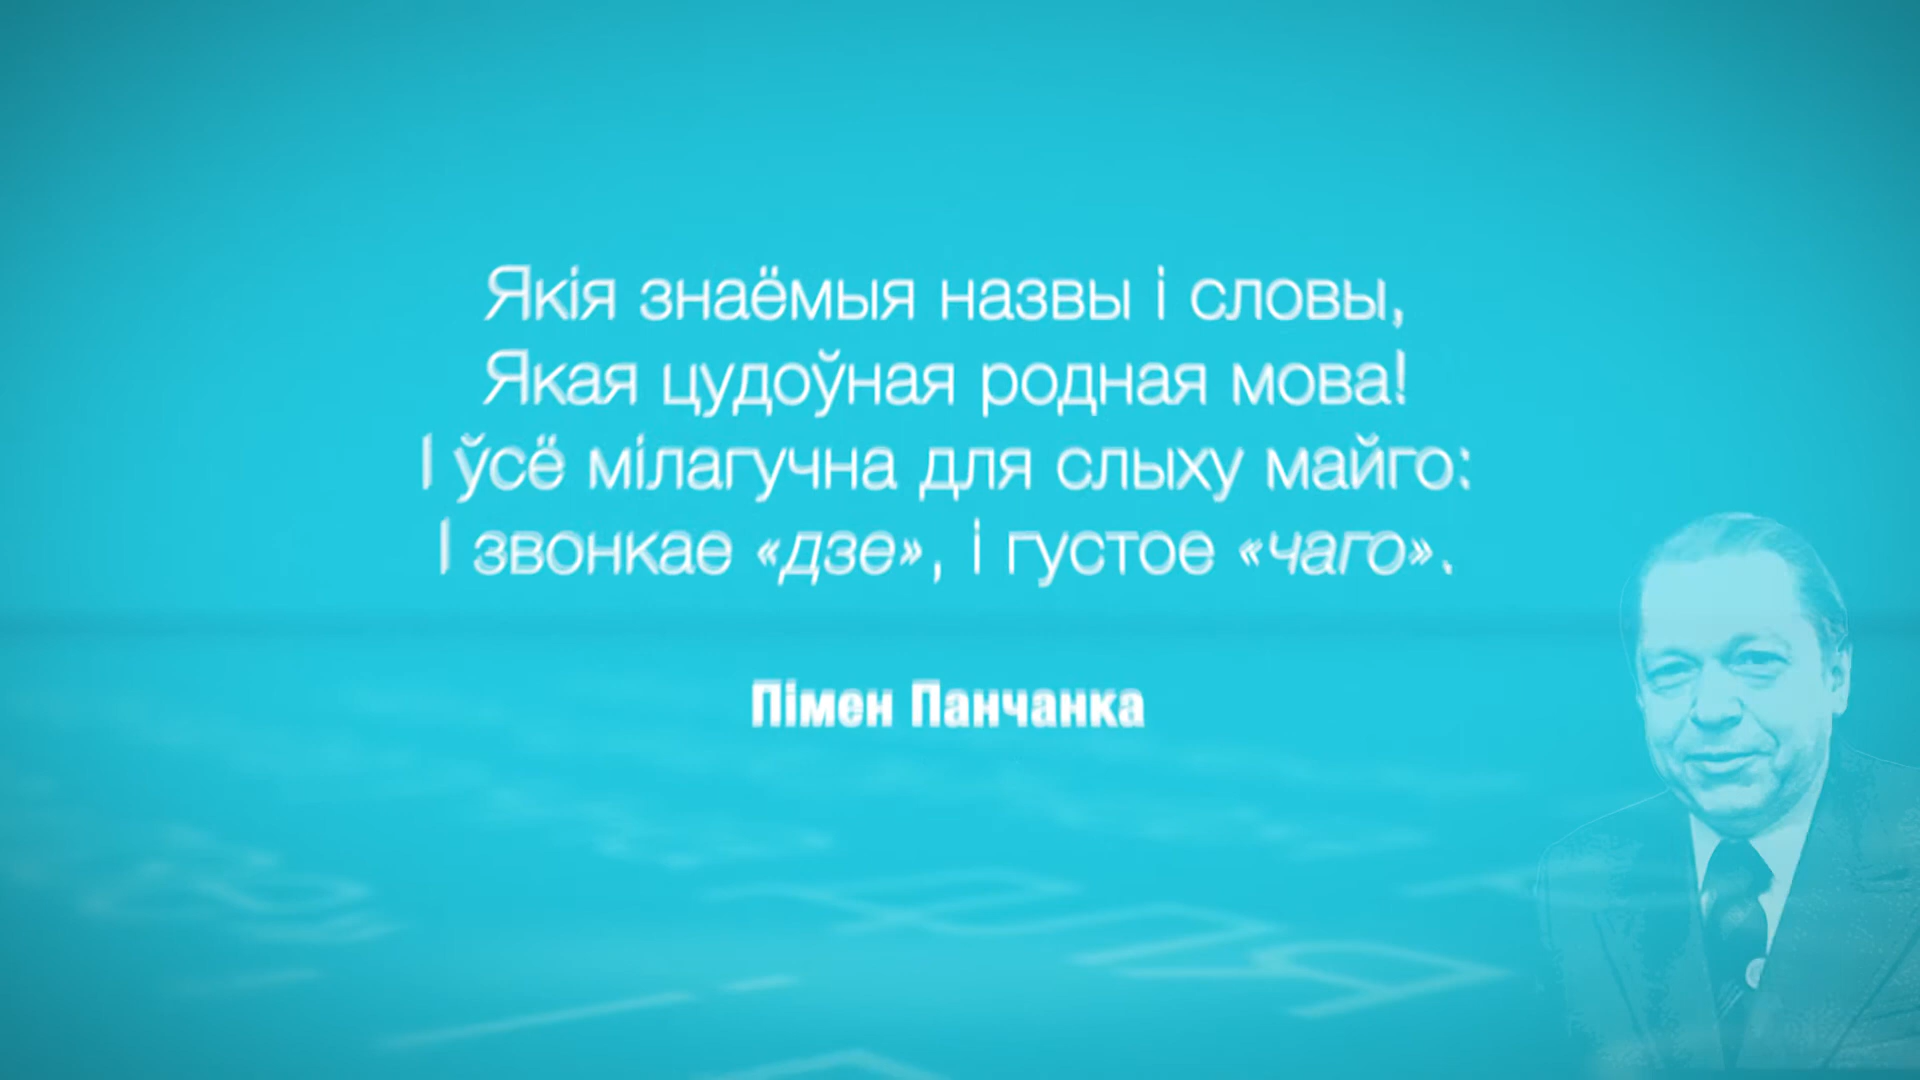 Якія знаёмыя назвы і словы,
Якая цудоўная родная мова!
І ўсё мілагучна для слыху майго:
І звонкае «дзе», і густое «чаго».
Пімен Панчанка